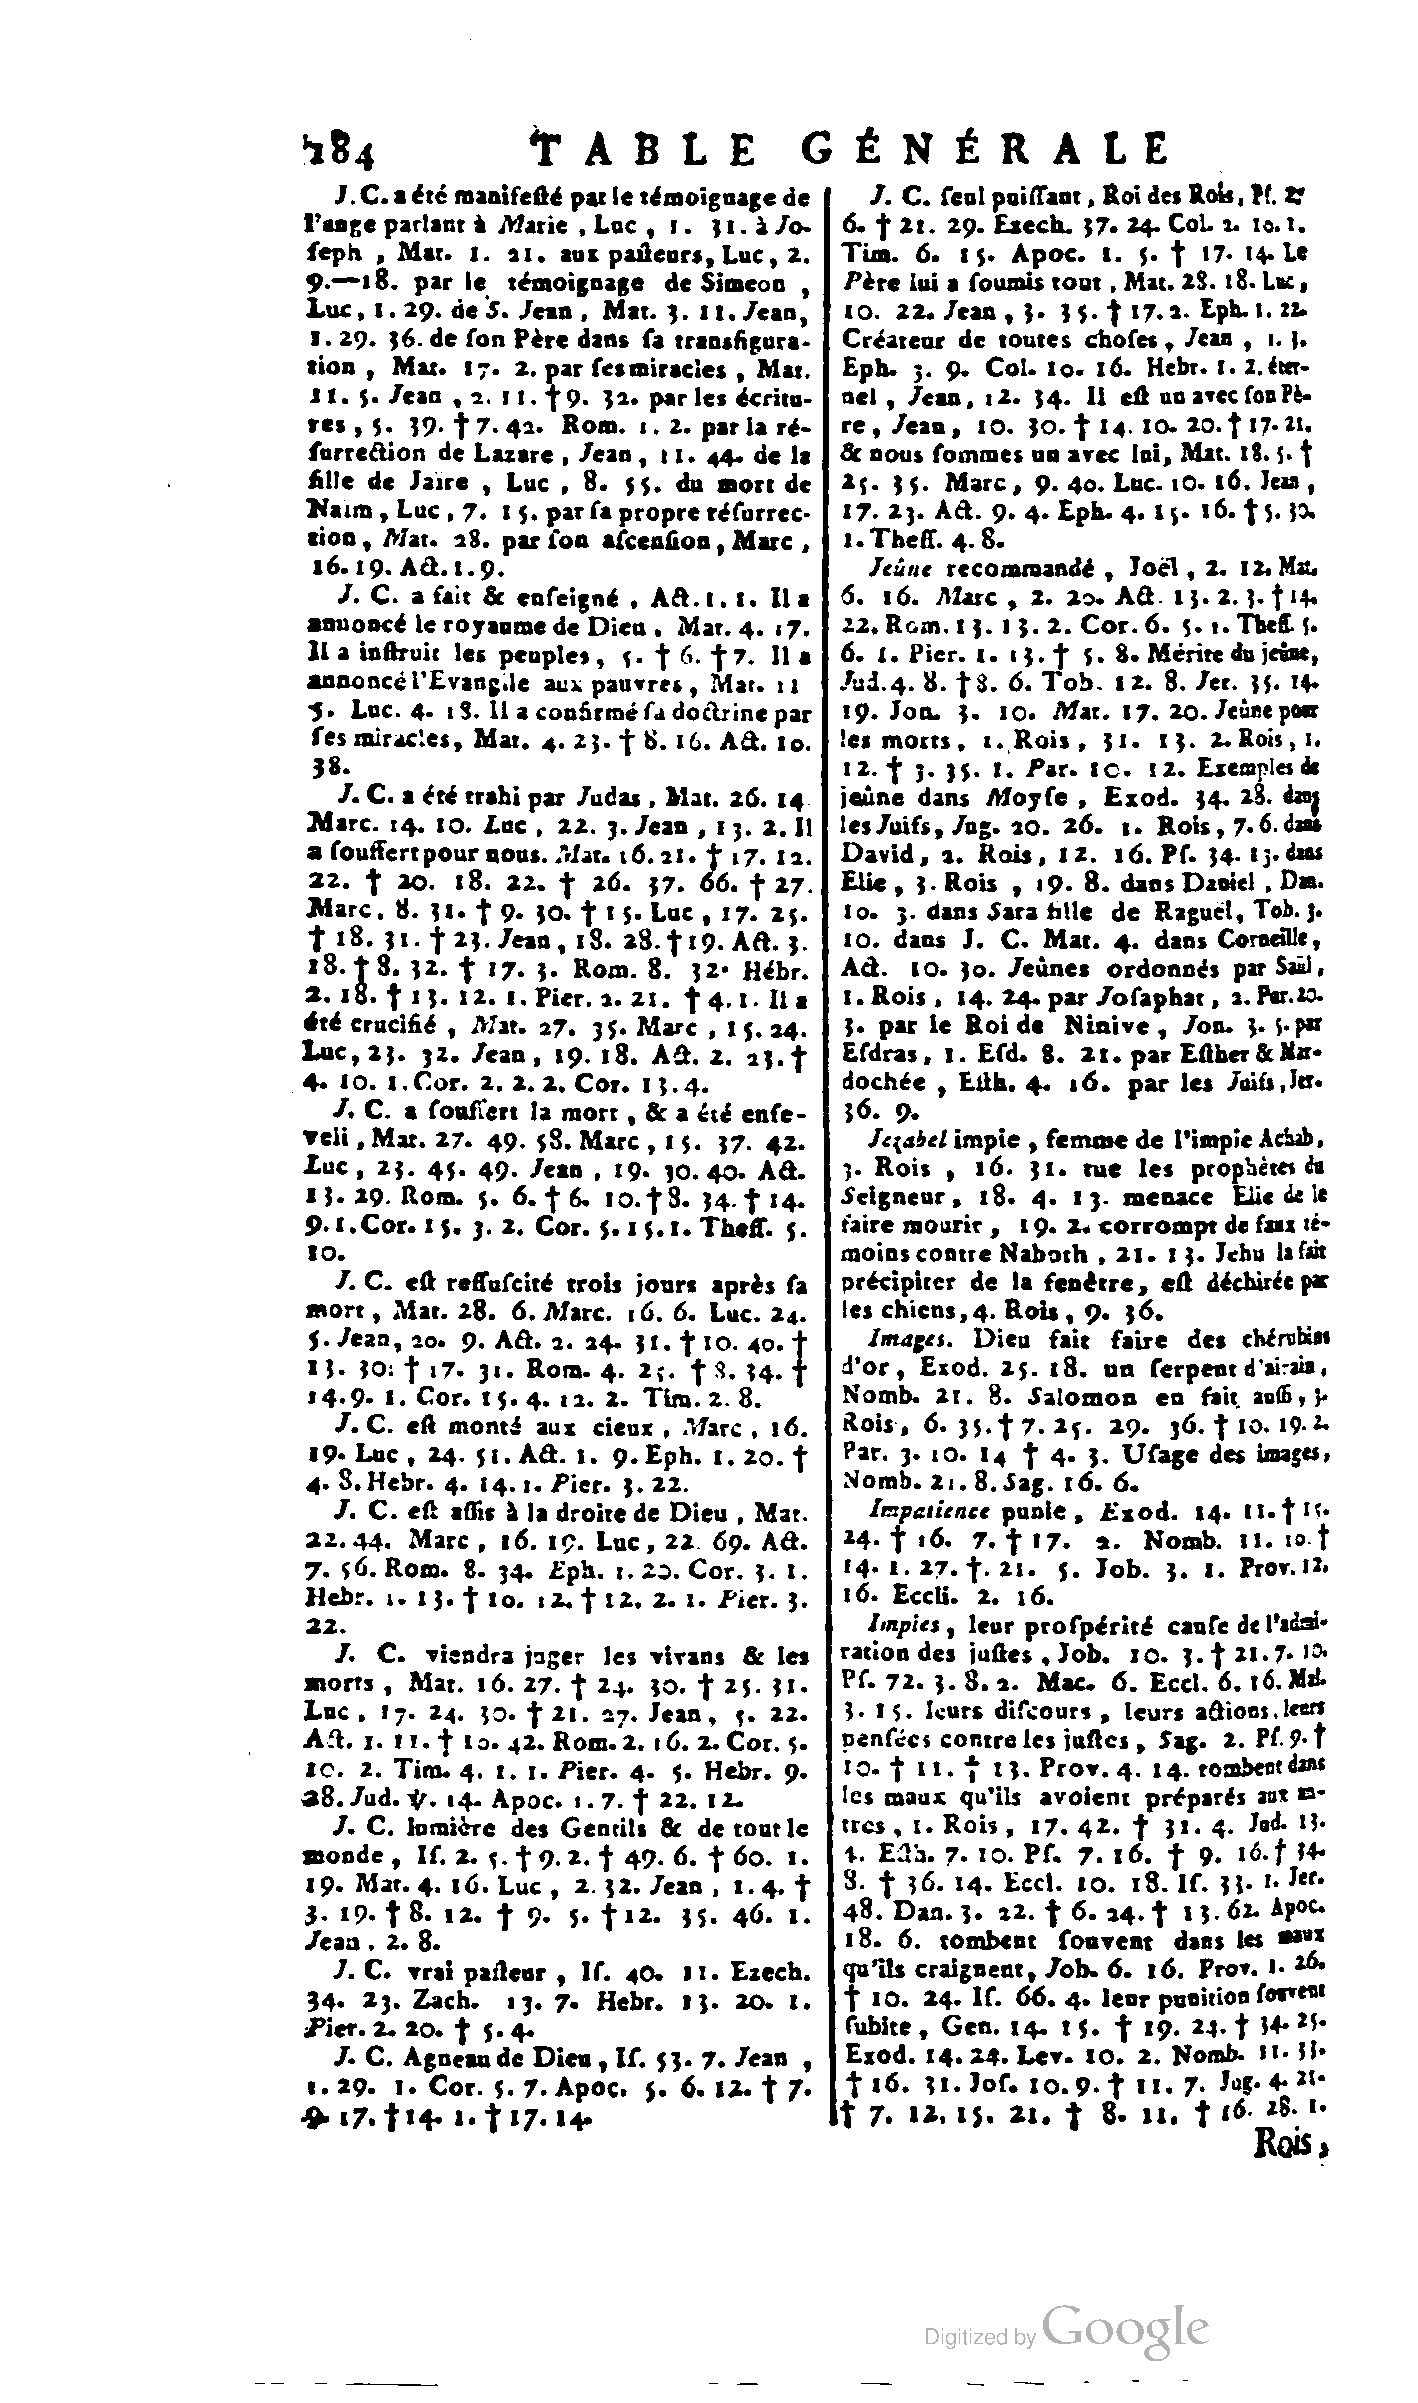 284 TABLE GÉNÉRALE
J. C. a été manifeſté par le témoignage de
l'ange parlant à Marie, Luc, 1. 31. à Jo-
ſeph, Mat. 1. 21. aux paſteurs, Luc, 2.
9.—18. par le témoignage de Simeon,
Luc, 1. 29. de S. Jean, Mat. 3. 11. Jean,
1. 29. 36. de ſon Père dans ſa transfigura-
tion, Mat. 17. 2. par ſes miracles, Mat.
11. 5. Jean, 2. 11. † 9. 32. par les écritu-
res, 5. 39. † 7. 42. Rom. 1. 2. par la ré-
ſurrection de Lazare, Jean, 11. 44. de la
fille de Jaïre, Luc, 8. 55. du mort de
Naïm, Luc, 7. 15. par ſa propre réſurrec-
tion, Mat. 28. par ſon aſcenſion, Marc,
16. 19. Act. 1. 9.
J. C. a fait & enſeigné, Act. 1. 1. Il a
annoncé le royaume de Dieu, Mat. 4. 17.
Il a inſtruit les peuples, 5. † 6. † 7. Il a
annoncé l'Evangile aux pauvres, Mat. 11
5. Luc. 4. 18. Il a confirmé ſa doctrine par
ſes miracles, Mat. 4. 23. † 8. 16. Act. 10.
38.
J. C. a été trahi par Judas, Mat. 26. 14
Marc. 14. 10. Luc, 22. 3. Jean, 13. 2. Il
a ſouffert pour nous. Mat. 16. 21. † 17. 12.
22. † 20. 18. 22. † 26. 37. 66. † 27.
Marc, 8. 31. † 9. 30. † 15. Luc, 17. 25.
† 18. 31. † 23. Jean, 18. 28. † 19. Act. 3.
18. † 8. 32. † 17. 3. Rom. 8. 32. Hébr.
2. 18. † 13. 12. 1. Pier. 2. 21. † 4. 1. Il a
été crucifié, Mat. 27. 35. Marc, 15. 24.
Luc, 23. 32. Jean, 19. 18. Act. 2. 23. †
4. 10. 1. Cor. 2. 2. 2. Cor. 13. 4.
J. C. a ſouffert la mort, & a été enſe-
veli, Mat. 27. 49. 58. Marc, 15. 37. 42.
Luc, 23. 45. 49. Jean, 19. 30. 40. Act.
13. 29. Rom. 5. 6. † 6. 10. † 8. 34. † 14.
9. 1. Cor. 15. 3. 2. Cor. 5. 15. 1. Theſſ. 5.
10.
J. C. eſt reſſuſcité trois jours après ſa
mort, Mat. 28. 6. Marc. 16. 6. Luc. 24.
5. Jean, 20. 9. Act. 2. 24. 31. † 10. 40. †
13. 30: † 17. 31. Rom. 4. 25. † 8. 34. †
14. 9. 1. Cor. 15. 4. 12. 2. Tim. 2. 8.
J. C. eſt monté aux cieux, Marc, 16.
19. Luc, 24. 51. Act. 1. 9. Eph. 1. 20. †
4. 8. Hebr. 4. 14. 1. Pier. 3. 22.
J. C. eſt aſſis à la droite de Dieu, Mat.
22. 44. Marc, 16. 19. Luc, 22. 69. Act.
7. 56. Rom. 8. 34. Eph. 1. 20. Cor. 3. 1.
Hebr. 1. 13. † 10. 12. † 12. 2. 1. Pier. 3.
22.
J. C. viendra juger les vivans & les
morts, Mat. 16. 27. † 24. 30. † 25. 31.
Luc, 17. 24. 30. † 21. 27. Jean, 5. 22.
Act. 1. 11. † 10. 42. Rom. 2. 16. 2. Cor. 5.
10. 2. Tim. 4. 1. 1. Pier. 4. 5. Hebr. 9.
28. Jud. ℣. 14. Apoc. 1. 7. † 22. 12.
J. C. lumière des Gentils & de tout le
monde, Iſ. 2. 5. † 9. 2. † 49. 6. † 60. 1.
19. Mat. 4. 16. Luc, 2. 32. Jean, 1. 4. †
3. 19. † 8. 12. † 9. 5. † 12. 35. 46. 1.
Jean. 2. 8.
J. C. vrai paſteur, Iſ. 40. 11. Ezech.
34. 23. Zach. 13. 7. Hebr. 13. 20. 1.
Pier. 2. 20. † 5. 4.
J. C. Agneau de Dieu, Iſ. 53. 7. Jean,
1. 29. 1. Cor. 5. 7. Apoc. 5. 6. 12. † 7.
9. 17. † 14. 1. † 17. 14.
J. C. ſeul puiſſant, Roi des Rois, Pſ. 2.
6. † 21. 29. Ezech. 37. 24. Col. 2. 10. 1.
Tim. 6. 15. Apoc. 1. 5. † 17. 14. Le
Père lui a ſoumis tout, Mat. 28. 18. Luc,
10. 22. Jean, 3. 35. † 17. 2. Eph. 1. 22.
Créateur de toutes choſes, Jean, 1. 3.
Eph. 3. 9. Col. 10. 16. Hebr. 1. 2. éter-
nel, Jean, 12. 34. Il eſt un avec ſon Pè-
re, Jean, 10. 30. † 14. 10. 20. † 17. 21.
& nous ſommes un avec lui, Mat. 18. 5. †
25. 35. Marc, 9. 40. Luc. 10. 16. Jean,
17. 23. Act. 9. 4. Eph. 4. 15. 16. † 5. 30.
1. Theſſ. 4. 8.
Jeûne recommandé, Joël, 2. 12. Mat.
6. 16. Marc, 2. 20. Act. 13. 2. 3. † 14.
22. Rom. 13. 13. 2. Cor. 6. 5. 1. Theſſ. 5.
6. 1. Pier. 1. 13. † 5. 8. Mérite du jeûne,
Jud. 4. 8. † 8. 6. Tob. 12. 8. Jer. 35. 14.
19. Jon. 3. 10. Mat. 17. 20. Jeûne pour
les morts, 1. Rois, 31. 13. 2. Rois, 1.
12. † 3. 35. 1. Par. 10. 12. Exemples de
jeûne dans Moyſe, Exod. 34. 28. dans
les Juifs, Jug. 20. 26. 1. Rois, 7. 6. dans
David, 2. Rois, 12. 16. Pſ. 34. 13. dans
Elie, 3. Rois, 19. 8. dans Daniel, Dan.
10. 3. dans Sara fille de Raguël, Tob. 3.
10. dans J. C. Mat. 4. dans Corneille,
Act. 10. 30. Jeûnes ordonnés par Saül,
1. Rois, 14. 24. par Joſaphat, 2. Par. 20.
3. par le Roi de Ninive, Jon. 3. 5. par
Eſdras, 1. Eſd. 8. 21. par Eſther & Mar-
dochée, Eſth. 4. 16. par les Juifs, Jer.
36. 9.
Jezabel impie, femme de l'impie Achab,
3. Rois, 16. 31. tue les prophètes du
Seigneur, 18. 4. 13. menace Elie de le
faire mourir, 19. 2. corrompt de faux té-
moins contre Naboth, 21. 13. Jehu la fait
précipiter de la fenêtre, eſt déchirée par
les chiens, 4. Rois, 9. 36.
Images. Dieu fait faire des chérubins
d'or, Exod. 25. 18. un ſerpent d'airain,
Nomb. 21. 8. Salomon en fait auſſi, 3.
Rois, 6. 35. † 7. 25. 29. 36. † 10. 19. 2.
Par. 3. 10. 14 † 4. 3. Uſage des images,
Nomb. 21. 8. Sag. 16. 6.
Impatience punie, Exod. 14. 11. † 15.
24. † 16. 7. † 17. 2. Nomb. 11. 10. †
14. 1. 27. †. 21. 5. Job. 3. 1. Prov. 12.
16. Eccli. 2. 16.
Impies, leur proſpérité cauſe de l'admi-
ration des juſtes, Job. 10. 3. † 21. 7. 10.
Pſ. 72. 3. 8. 2. Mac. 6. Eccl. 6. 16. Mal.
3. 15. leurs diſcours, leurs actions, leurs
penſées contre les juſtes, Sag. 2. Pſ. 9. †
10. † 11. † 13. Prov. 4. 14. tombent dans
les maux qu'ils avoient préparés aux au-
tres, 1. Rois, 17. 42. † 31. 4. Jud. 13.
1. Eſth. 7. 10. Pſ. 7. 16. † 9. 16. † 34.
8. † 36. 14. Eccl. 10. 18. Iſ. 33. 1. Jer.
48. Dan. 3. 22. † 6. 24. † 13. 62. Apoc.
18. 6. tombent ſouvent dans les maux
qu'ils craignent, Job. 6. 16. Prov. 1. 26.
† 10. 24. Iſ. 66. 4. leur punition ſouvent
ſubite, Gen. 14. 15. † 19. 24. † 34. 25.
Exod. 14. 24. Lev. 10. 2. Nomb. 11. 33.
† 16. 31. Joſ. 10. 9. † 11. 7. Jug. 4. 21.
† 7. 12. 15. 21. † 8. 11. † 16. 28. 1.
Rois,
Digitized by Google